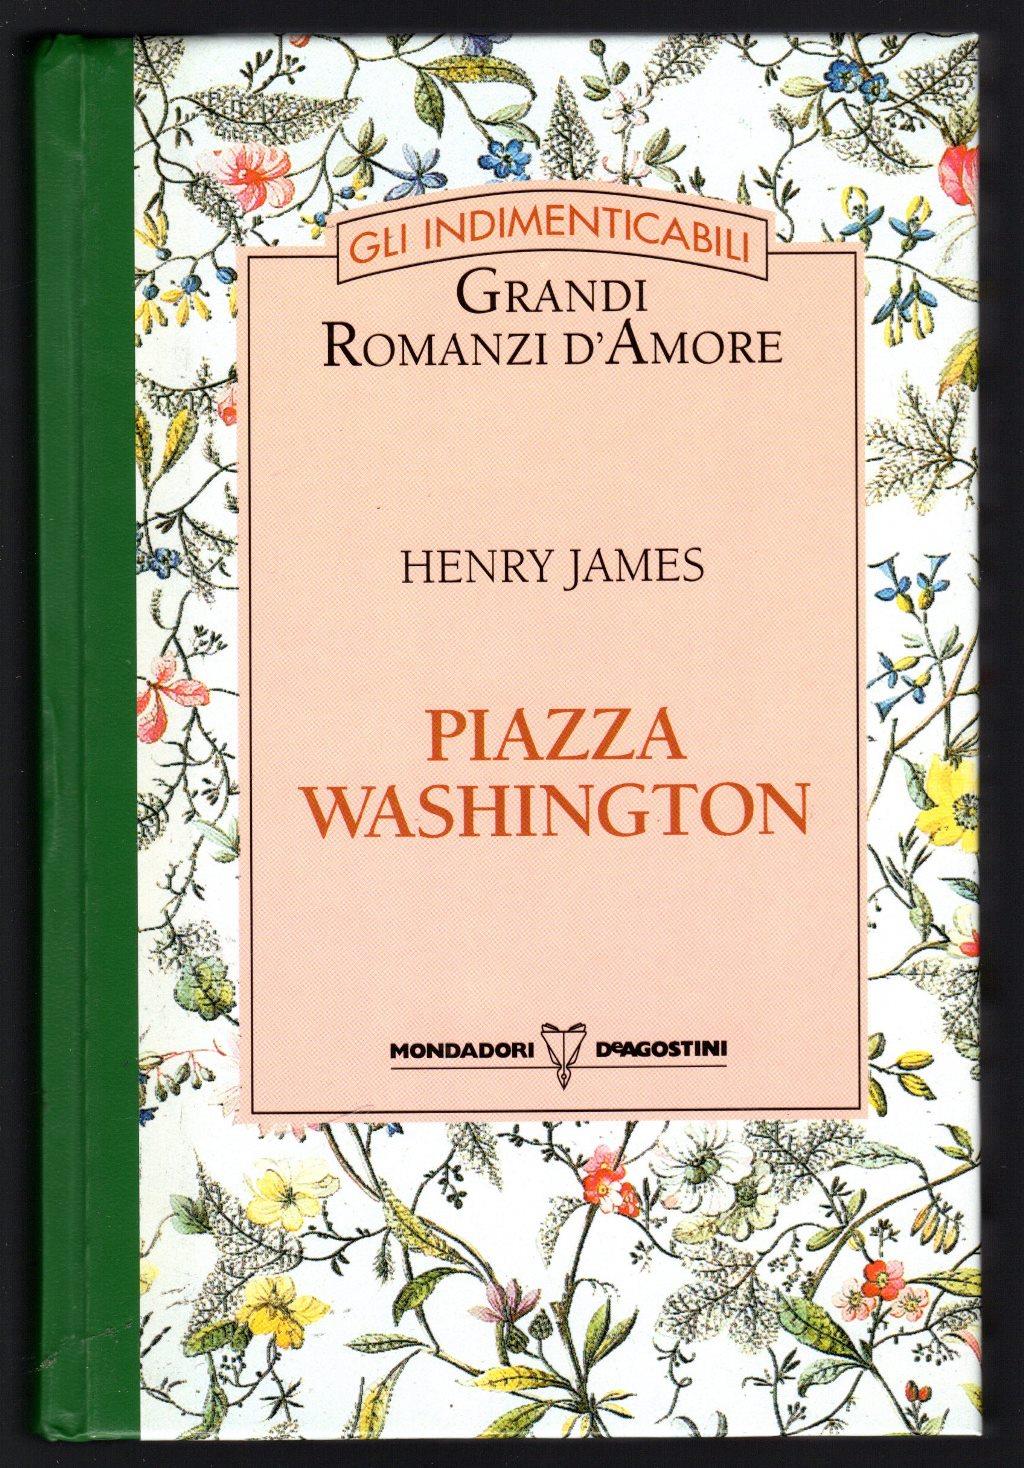 GLI INDIMENTICABILI
GRANDI
ROMANZI D'AMORE
HENRY JAMES
PIAZZA
WASHINGTON
MONDADORI DeAGOSTINI